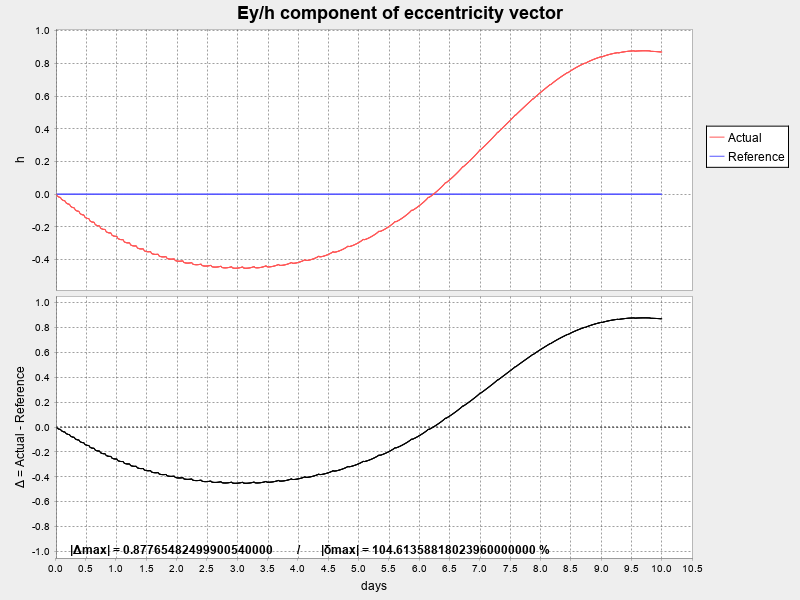 Ey/h component of eccentricity vector
1.0
0.8
0.6
0.4
0.2
0.0
-0.2
-0.4
h
Actual
Reference
1.0
0.8
0.6
0.4
0.2
0.0
-0.2
-0.4
-0.6
-0.8
-1.0
Δ = Actual - Reference
|Δmax| = 0.87765482499900540000 / |δmax| = 104.61358818023960000000 %
0.0 0.5 1.0 1.5 2.0 2.5 3.0 3.5 4.0 4.5 5.0 5.5 6.0 6.5 7.0 7.5 8.0 8.5 9.0 9.5 10.0 10.5
days